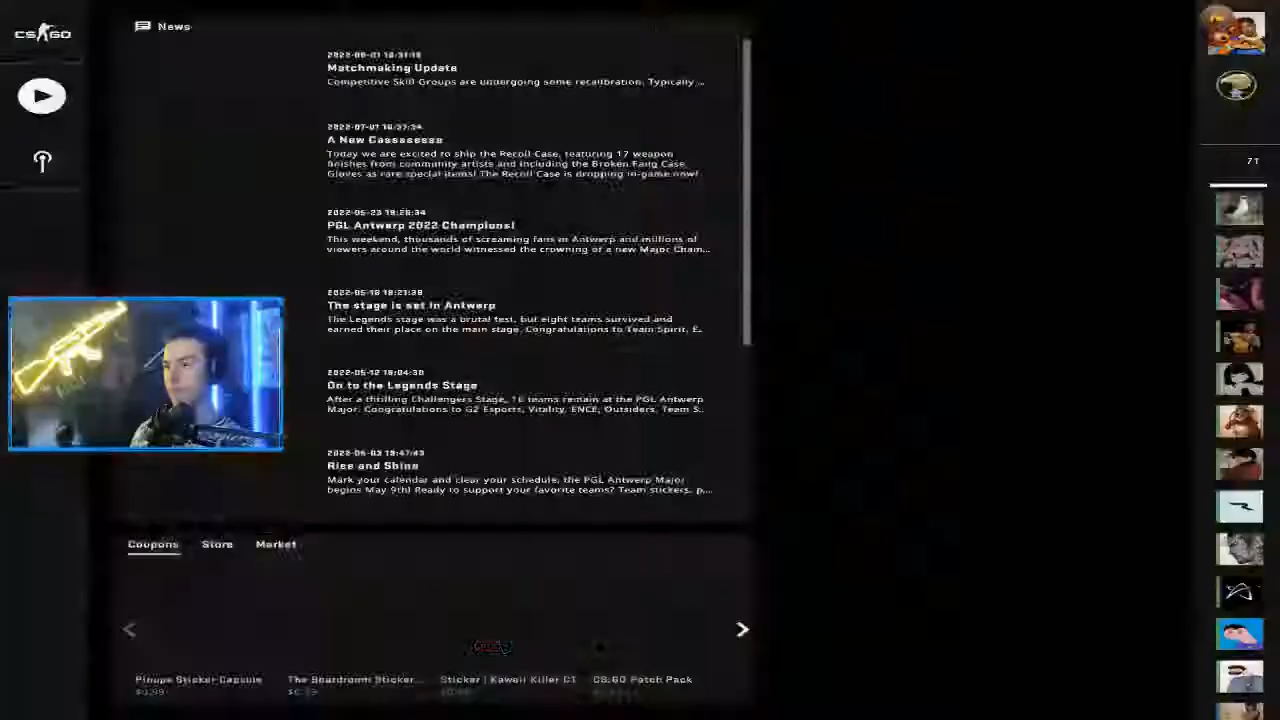 CS GO
News
Matchmaking Update
Competitive Skill Groups are undergoing some recalibration. Typically ...
A New Cassssssss
Today we are excited to ship the Recoil Case, featuring 17 weapon
finishes from community artists and including the Broken Fang Case
Gloves as rare special items! The Recoil Case is dropping in-game now!
PGL Antwerp 2022 Champions!
This weekend, thousands of screaming fans in Antwerp and millions of
viewers around the world witnessed the crowning of a new Major Cham...
The stage is set in Antwerp
The Legends stage was a brutal test, but eight teams survived and
earned their place on the main stage. Congratulations to Team Spirit, F..
On to the Legends Stage
After a thrilling Challengers Stage, 16 teams remain at the PGL Antwerp
Major. Congratulations to G2 Esports, Vitality, ENCE, Outsiders, Team S..
Rise and Shine
Mark your calendar and clear your schedule, the PGL Antwerp Major
begins May 9th! Ready to support your favorite teams? Team stickers, p...
Coupons Store Market
Pinups Sticker Capsule
The Boardroom Sticker...
Sticker | Kawaii Killer CT
CS:GO Patch Pack
71